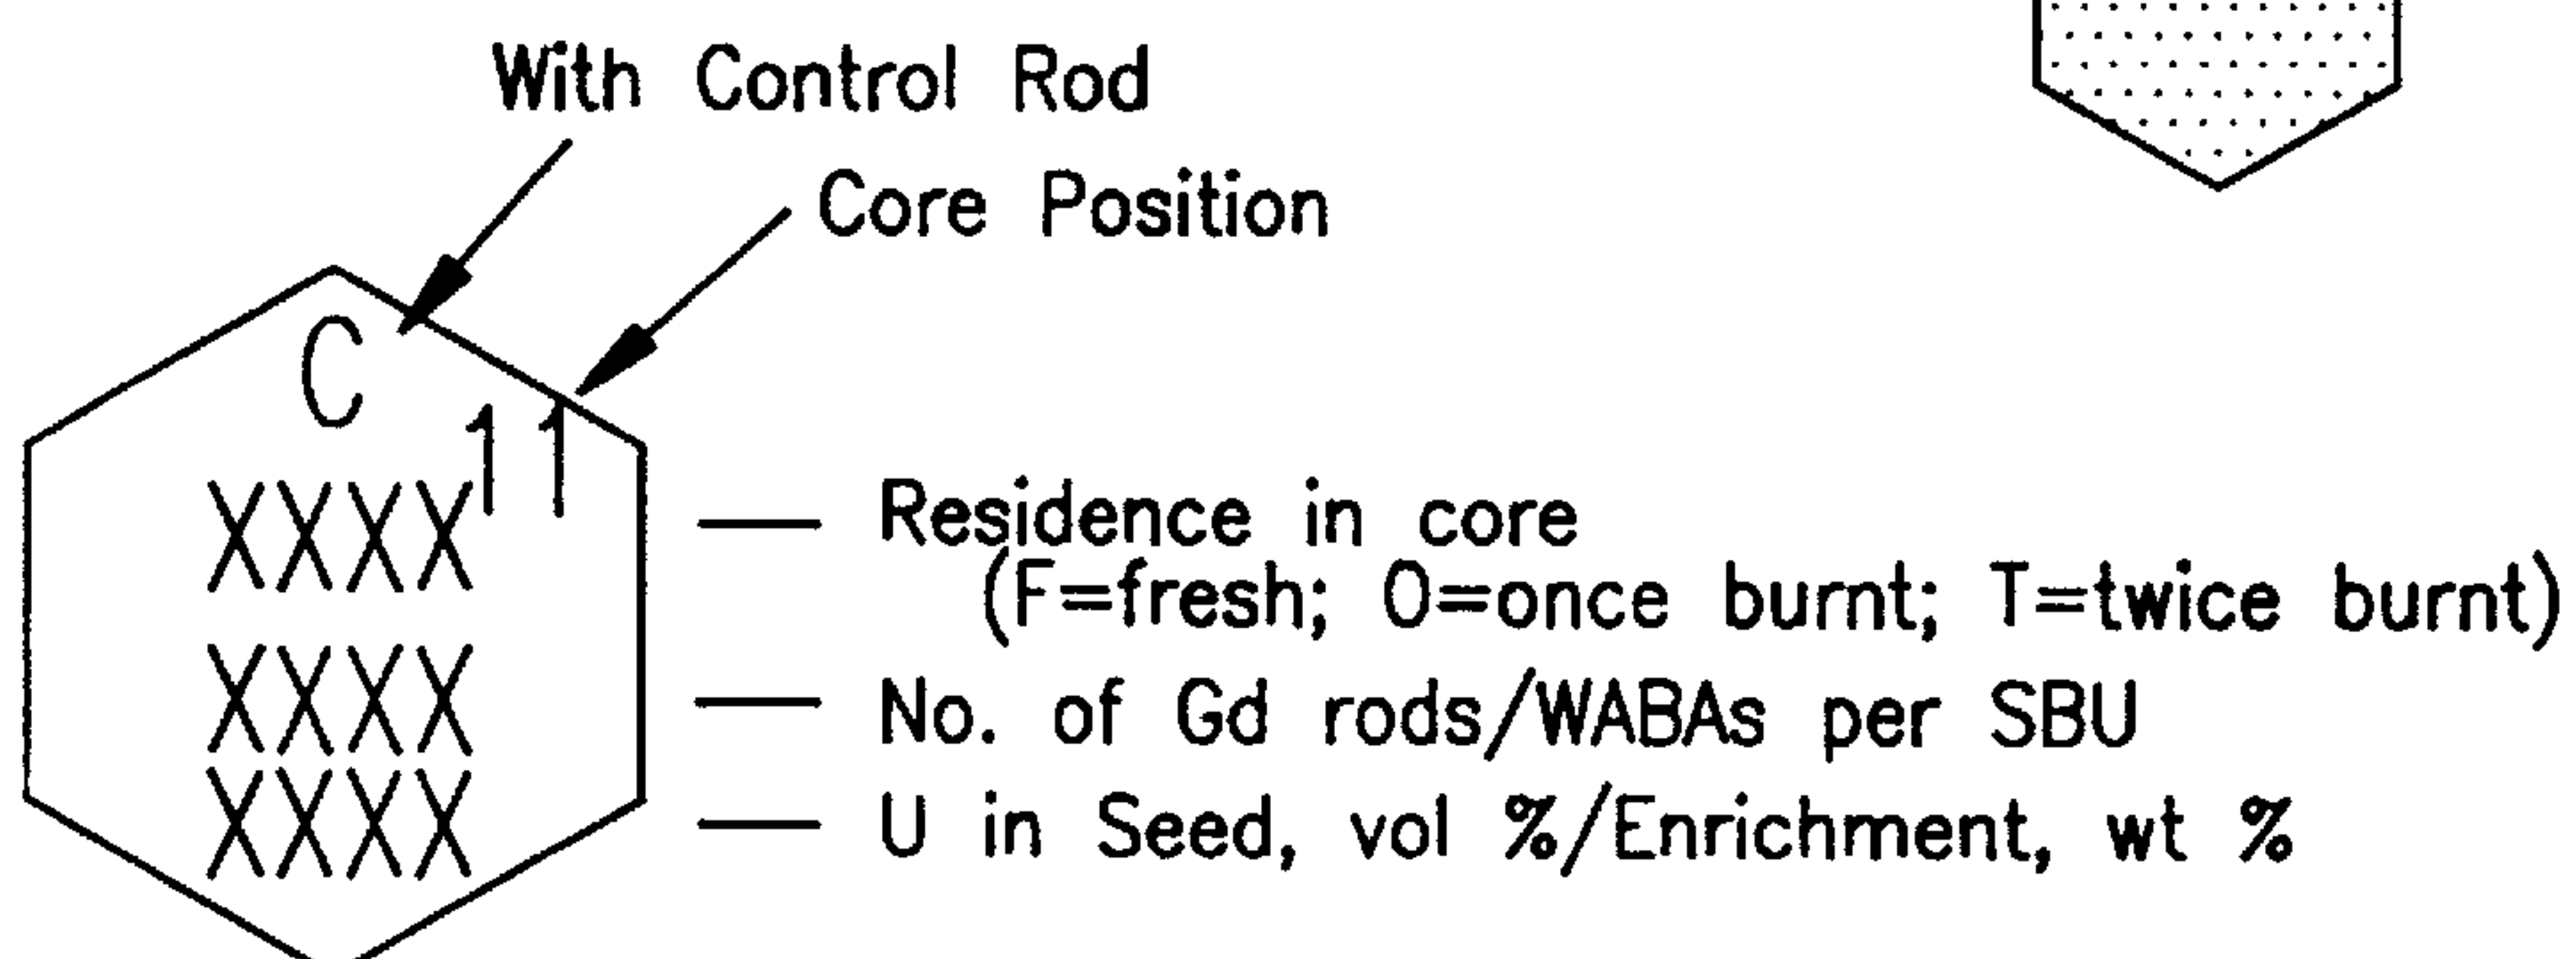 With Control Rod
Core Position
C
11
XXXX — Residence in core
(F=fresh; O=once burnt; T=twice burnt)
XXXX — No. of Gd rods/WABAs per SBU
XXXX — U in Seed, vol %/Enrichment, wt %